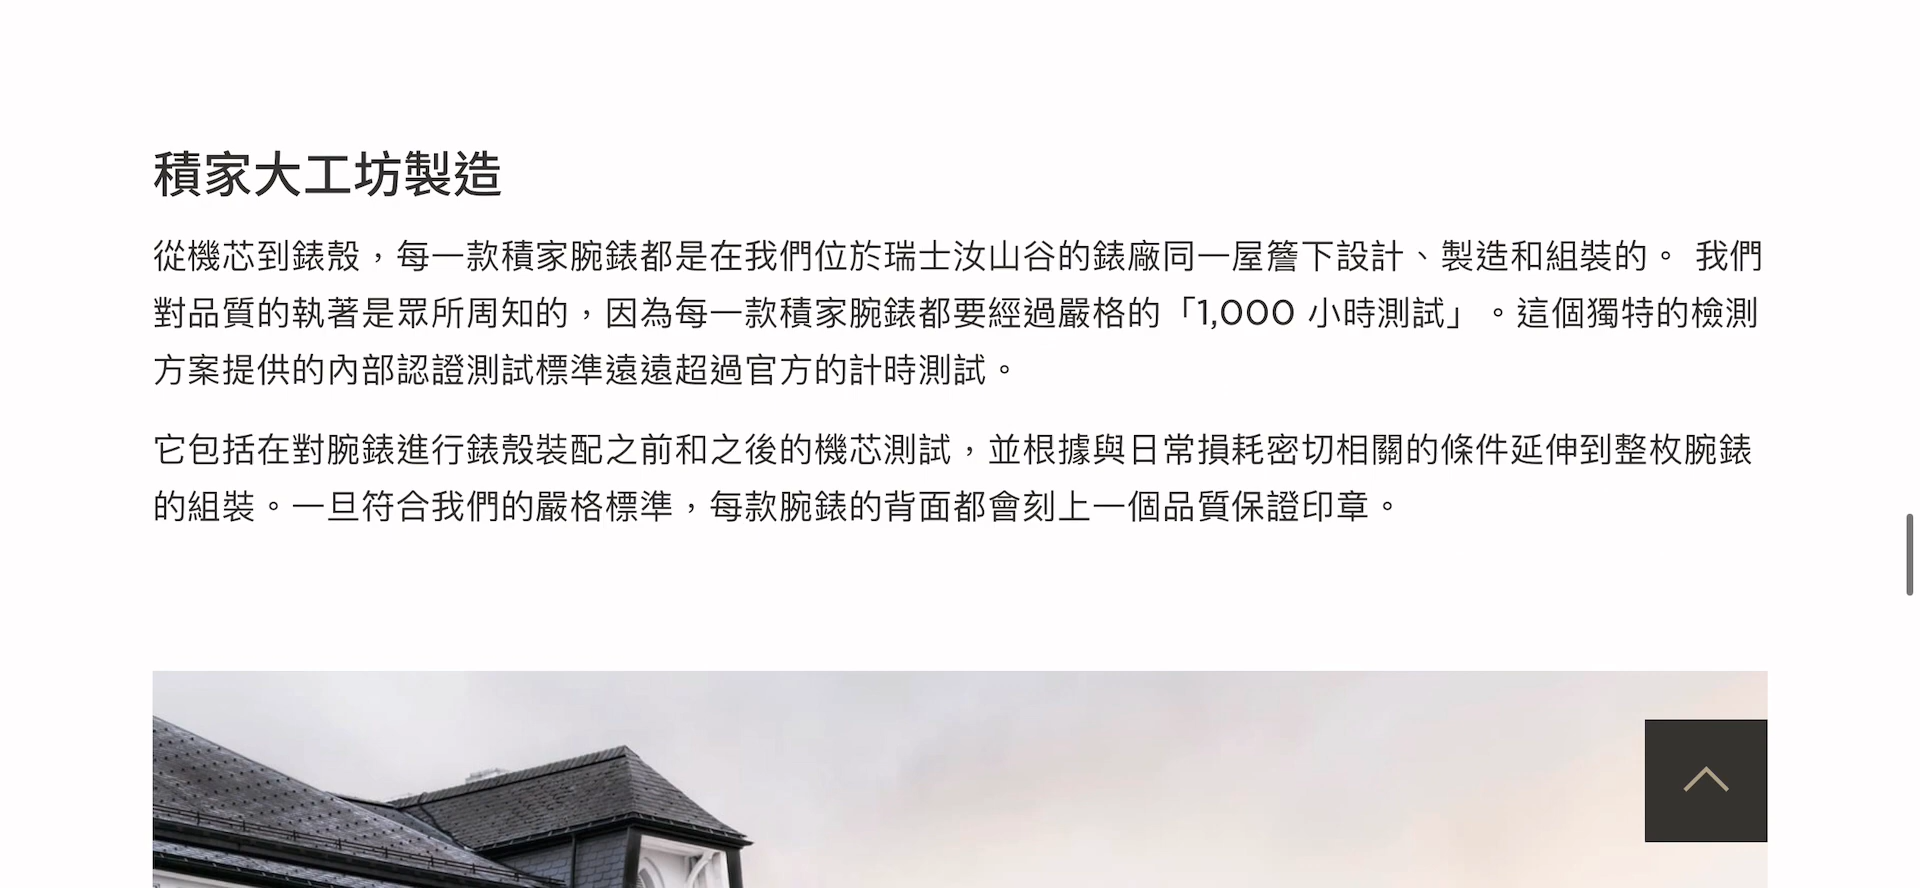 積家大工坊製造
從機芯到錶殼，每一款積家腕錶都是在我們位於瑞士汝山谷的錶廠同一屋簷下設計、製造和組裝的。 我們
對品質的執著是眾所周知的，因為每一款積家腕錶都要經過嚴格的「1,000 小時測試」。這個獨特的檢測
方案提供的內部認證測試標準遠遠超過官方的計時測試。
它包括在對腕錶進行錶殼裝配之前和之後的機芯測試，並根據與日常損耗密切相關的條件延伸到整枚腕錶
的組裝。一旦符合我們的嚴格標準，每款腕錶的背面都會刻上一個品質保證印章。